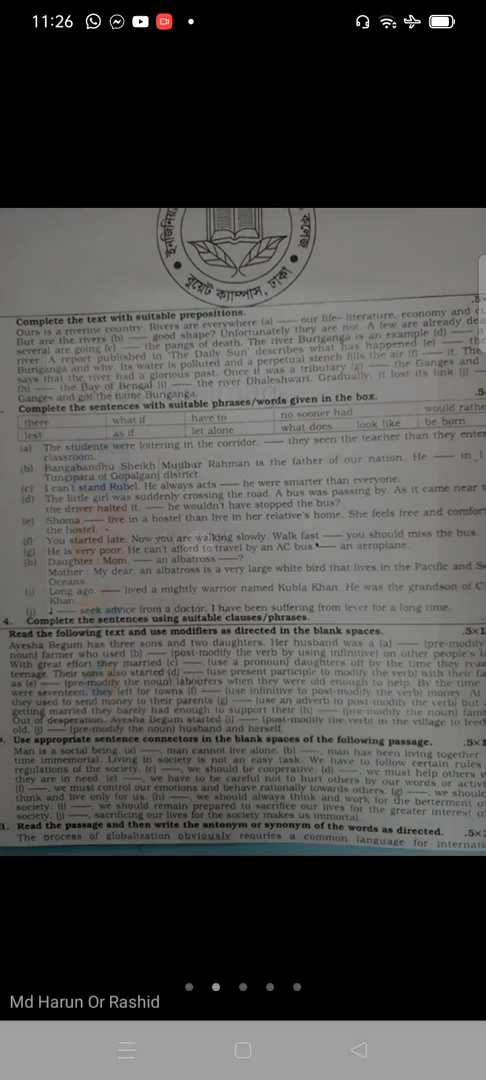 11:26
ইনজিনিয়
কলেজ
বুয়েট ক্যাম্পাস, ঢাকা
.5
Complete the text with suitable prepositions.
Ours is a riverine country. Rivers are everywhere (a) — our life- literature, economy and
But are the rivers (b) — good shape? Unfortunately they are not. A few are already
several are going (c) — the pangs of death. The river Buriganga is an example (d) —
river. A report published in 'The Daily Sun' describes what has happened (e) — the
Buriganga and why. Its water is polluted and a perpetual stench fills the air (f) — it. The
says that the river had a glorious past. Once it was a tributary (g) — the Ganges and
(h) — the Bay of Bengal (i) — the river Dhaleshwari. Gradually, it lost its link (j) —
Ganges and got the name Buriganga.
Complete the sentences with suitable phrases/words given in the box.
there what if have to no sooner had would rathe
lest as if let alone what does...... look like be born
(a) The students were loitering in the corridor. — they seen the teacher than they
classroom.
(b) Bangabandhu Sheikh Mujibur Rahman is the father of our nation. He — in
Tungipara of Gopalganj district.
(c) I can't stand Rubel. He always acts — he were smarter than everyone.
(d) The little girl was suddenly crossing the road. A bus was passing by. As it came near
the driver halted it. — he wouldn't have stopped the bus?
(e) Shoma — live in a hostel than live in her relative's home. She feels free and
the hostel.
(f) You started late. Now you are walking slowly. Walk fast — you should miss the bus.
(g) He is very poor. He can't afford to travel by an AC bus — an aeroplane.
(h) Daughter : Mom, — an albatross —?
Mother : My dear, an albatross is a very large white bird that lives in the Pacific and
Oceans.
(i) Long ago, — lived a mightly warrior named Kubla Khan. He was the grandson of
Khan.
(j) I — seek advice from a doctor. I have been suffering from fever for a long time.
4. Complete the sentences using suitable clauses/phrases.
Read the following text and use modifiers as directed in the blank spaces. .5×1
Ayesha Begum has three sons and two daughters. Her husband was a (a) — (pre-modify
noun) farmer who used (b) — (post-modify the verb by using infinitive) on other people's
With great effort they married (c) — (use a pronoun) daughters off by the time they
teenage. Their sons also started (d) — (use present participle to modify the verb) with their
as (e) — (pre-modify the noun) labourers when they were old enough to help. By the time
were seventeen, they left for towns (f) — (use infinitive to post-modify the verb) money. At
they used to send money to their parents (g) — (use an adverb to post modify the verb) but
getting married they barely had enough to support their (h) — (pre-modify the noun)
Out of desperation, Ayesha Begum started (i) — (post-modify the verb) in the village to feed
old, (j) — (pre-modify the noun) husband and herself.
Use appropriate sentence connectors in the blank spaces of the following passage. .5×
Man is a social being. (a) —, man cannot live alone. (b) —, man has been living together
time immemorial. Living in society is not an easy task. We have to follow certain rules
regulations of the society. (c) —, we should be cooperative. (d) —, we must help others
they are in need. (e) —, we have to be careful not to hurt others by our words or
(f) —, we must control our emotions and behave rationally towards others. (g) —, we
think and live only for us. (h) —, we should always think and work for the betterment
society. (i) —, we should remain prepared to sacrifice our lives for the greater interest
society. (j) —, sacrificing our lives for the society makes us immortal.
Read the passage and then write the antonym or synonym of the words as directed. .5×
The process of globalization obviously requries a common language for
Md Harun Or Rashid